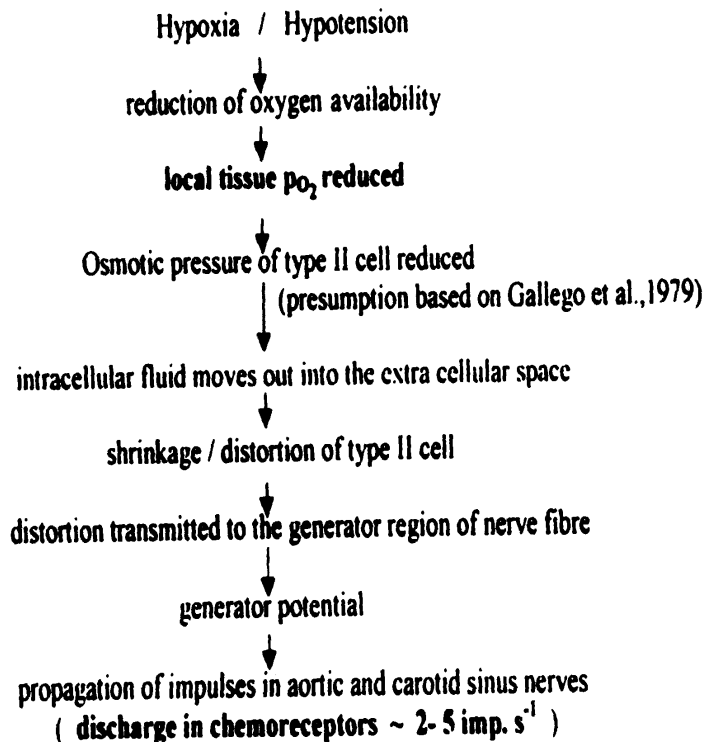 Hypoxia / Hypotension
reduction of oxygen availability
local tissue pO₂ reduced
Osmotic pressure of type II cell reduced
(presumption based on Gallego et al.,1979)
intracellular fluid moves out into the extra cellular space
shrinkage / distortion of type II cell
distortion transmitted to the generator region of nerve fibre
generator potential
propagation of impulses in aortic and carotid sinus nerves
( discharge in chemoreceptors ~ 2- 5 imp. s⁻¹ )